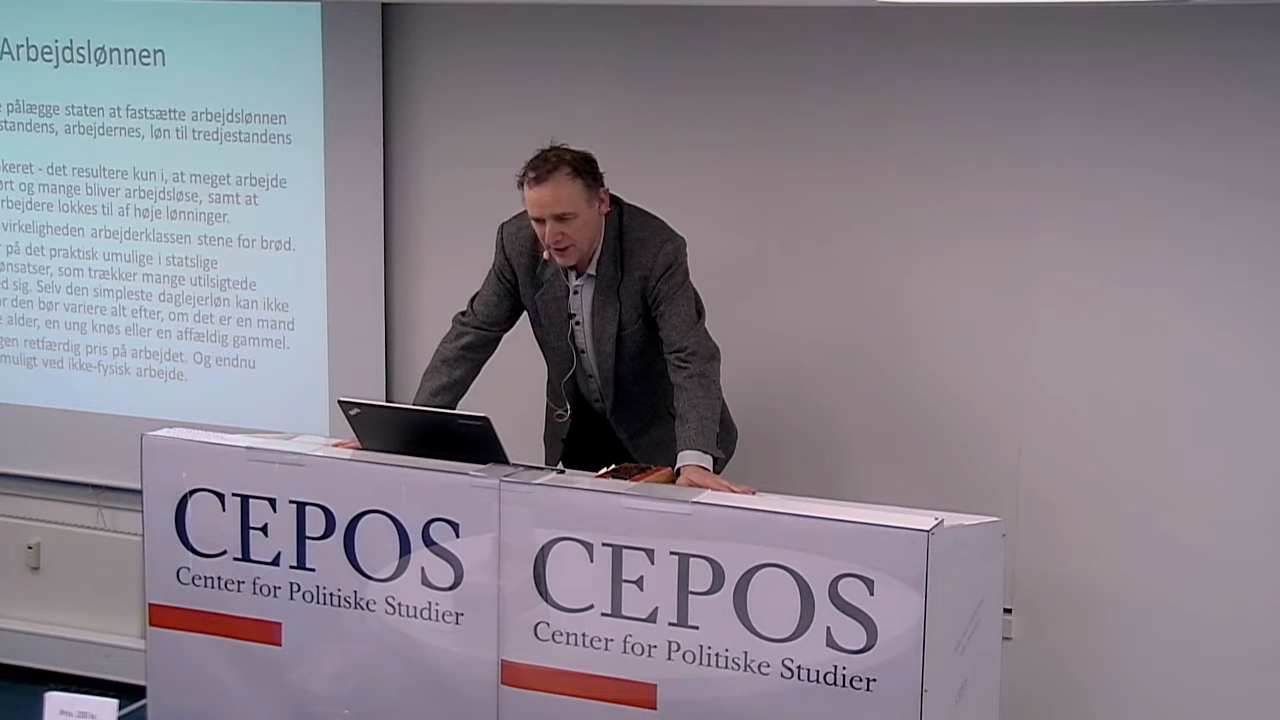 Arbejdslønnen
pålægge staten at fastsætte arbejdslønnen
standens, arbejdernes, løn til tredjestandens
keret - det resultere kun i, at meget arbejde
ørt og mange bliver arbejdsløse, samt at
rbejdere lokkes til af høje lønninger.
virkeligheden arbejderklassen stene for brød.
på det praktisk umulige i statslige
ønsatser, som trækker mange utilsigtede
d sig. Selv den simpleste daglejerløn kan ikke
r den bør variere alt efter, om det er en mand
e alder, en ung knøs eller en affældig gammel.
gen retfærdig pris på arbejdet. Og endnu
muligt ved ikke-fysisk arbejde.
CEPOS
Center for Politiske Studier
CEPOS
Center for Politiske Studier